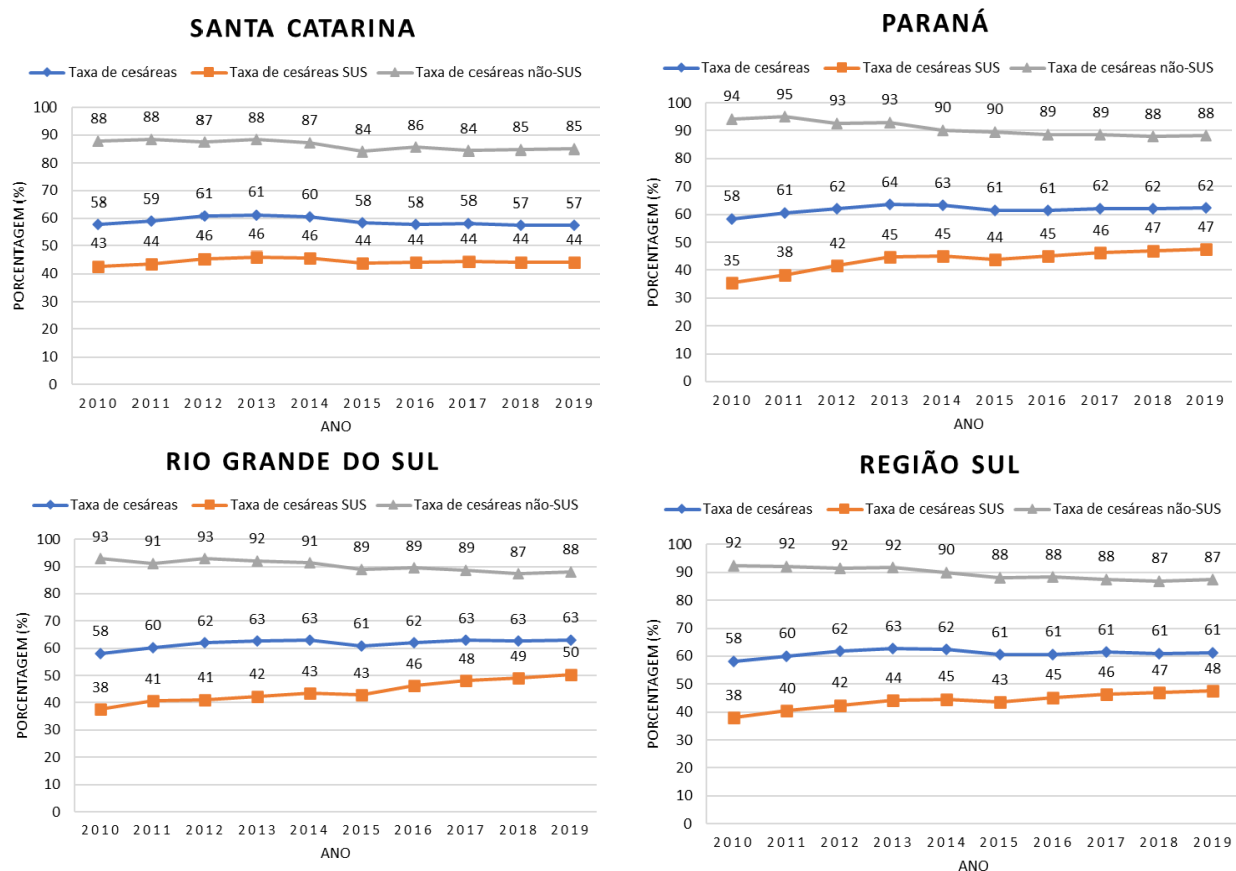 SANTA CATARINA
Taxa de cesáreas Taxa de cesáreas SUS Taxa de cesáreas não-SUS
PORCENTAGEM (%)
100
90
80
70
60
50
40
30
20
10
0
88 88 87 88 87 84 86 84 85 85
58 59 61 61 60 58 58 58 57 57
43 44 46 46 46 44 44 44 44 44
2010 2011 2012 2013 2014 2015 2016 2017 2018 2019
ANO
PARANÁ
Taxa de cesáreas Taxa de cesáreas SUS Taxa de cesáreas não-SUS
PORCENTAGEM (%)
100
90
80
70
60
50
40
30
20
10
0
94 95 93 93 90 90 89 89 88 88
58 61 62 64 63 61 61 62 62 62
35 38 42 45 45 44 45 46 47 47
2010 2011 2012 2013 2014 2015 2016 2017 2018 2019
ANO
RIO GRANDE DO SUL
Taxa de cesáreas Taxa de cesáreas SUS Taxa de cesáreas não-SUS
PORCENTAGEM (%)
100
90
80
70
60
50
40
30
20
10
0
93 91 93 92 91 89 89 89 87 88
58 60 62 63 63 61 62 63 63 63
38 41 41 42 43 43 46 48 49 50
2010 2011 2012 2013 2014 2015 2016 2017 2018 2019
ANO
REGIÃO SUL
Taxa de cesáreas Taxa de cesáreas SUS Taxa de cesáreas não-SUS
PORCENTAGEM (%)
100
90
80
70
60
50
40
30
20
10
0
92 92 92 92 90 88 88 88 87 87
58 60 62 63 62 61 61 61 61 61
38 40 42 44 45 43 45 46 47 48
2010 2011 2012 2013 2014 2015 2016 2017 2018 2019
ANO